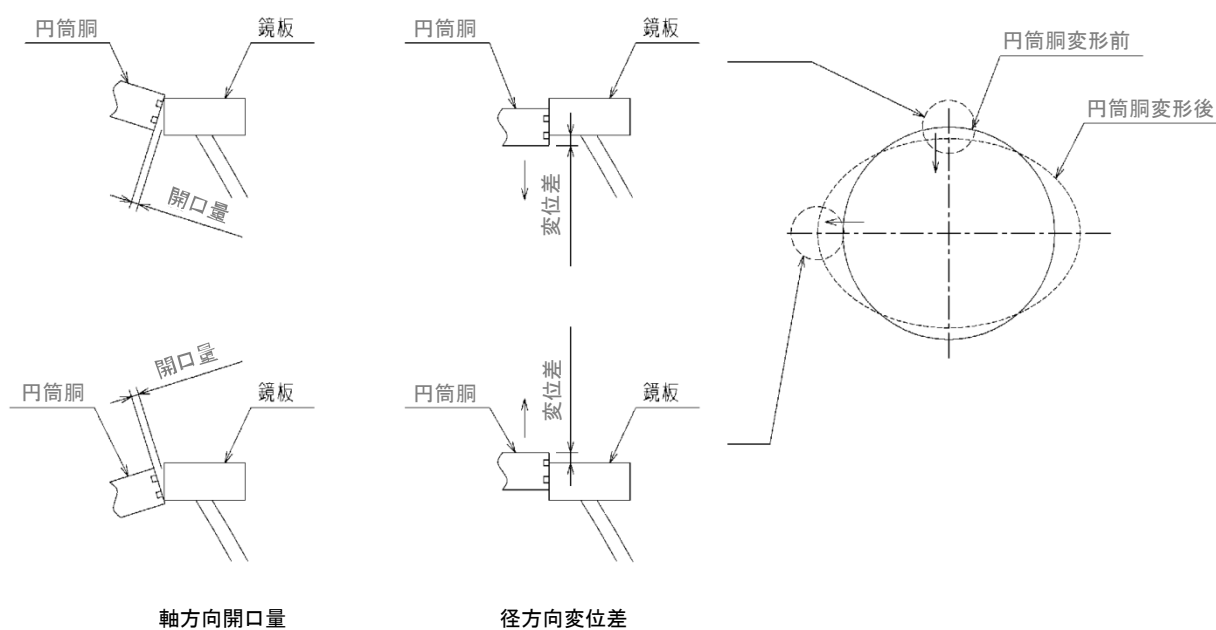 円筒胴
鏡板
円筒胴
鏡板
円筒胴変形前
円筒胴変形後
開口量
変位差
開口量
変位差
円筒胴
鏡板
円筒胴
鏡板
軸方向開口量
径方向変位差